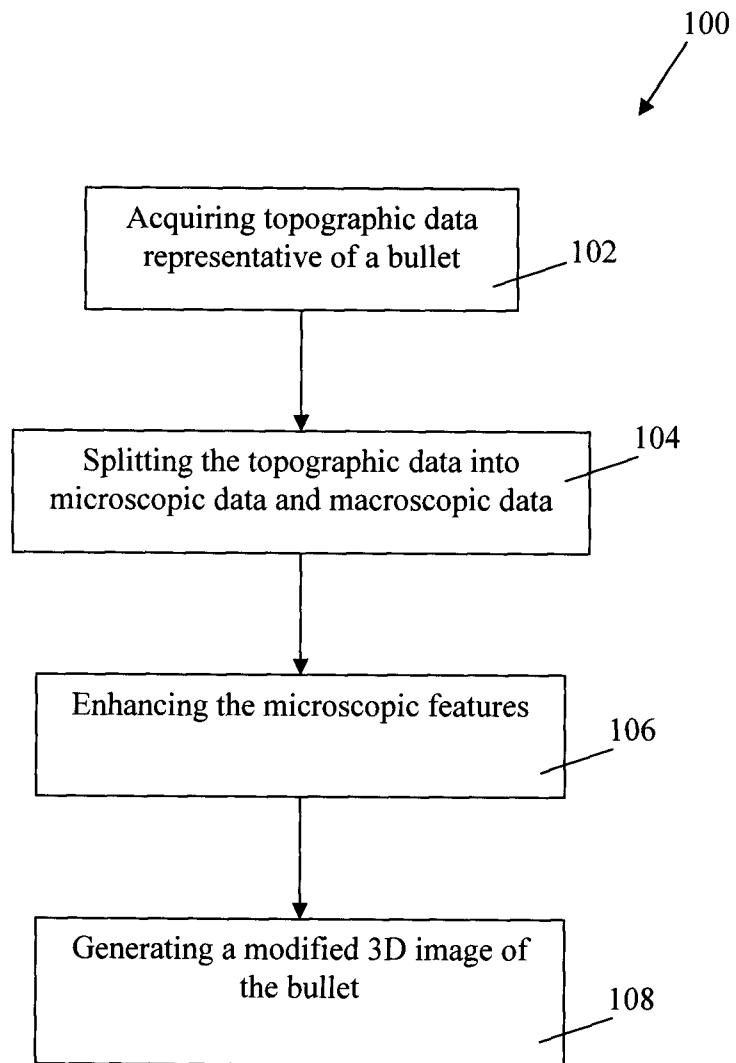 100
Acquiring topographic data
representative of a bullet
102
104
Splitting the topographic data into
microscopic data and macroscopic data
Enhancing the microscopic features
106
Generating a modified 3D image of
the bullet
108